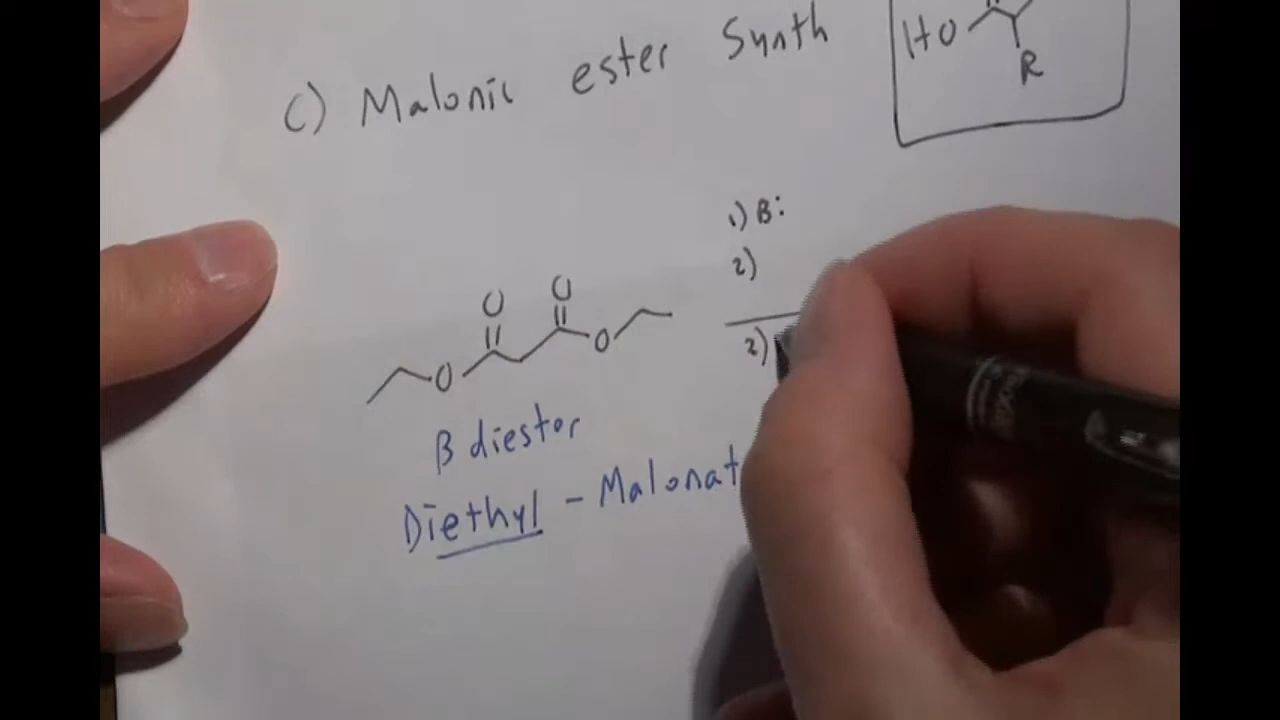 C) Malonic ester Synth
HO
R
1) B:
2)
O O
O O
2)
B diester
Diethyl - Malonat